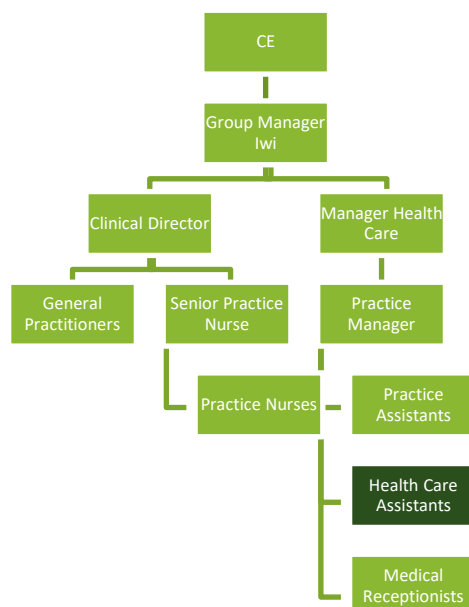 CE
Group Manager
Iwi
Clinical Director
Manager Health
Care
General
Practitioners
Senior Practice
Nurse
Practice
Manager
Practice Nurses
Practice
Assistants
Health Care
Assistants
Medical
Receptionists